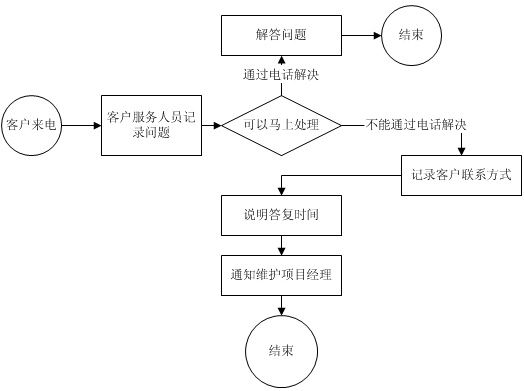 解答问题
结束
通过电话解决
客户来电
客户服务人员记
录问题
可以马上处理
不能通过电话解决
记录客户联系方式
说明答复时间
通知维护项目经理
结束